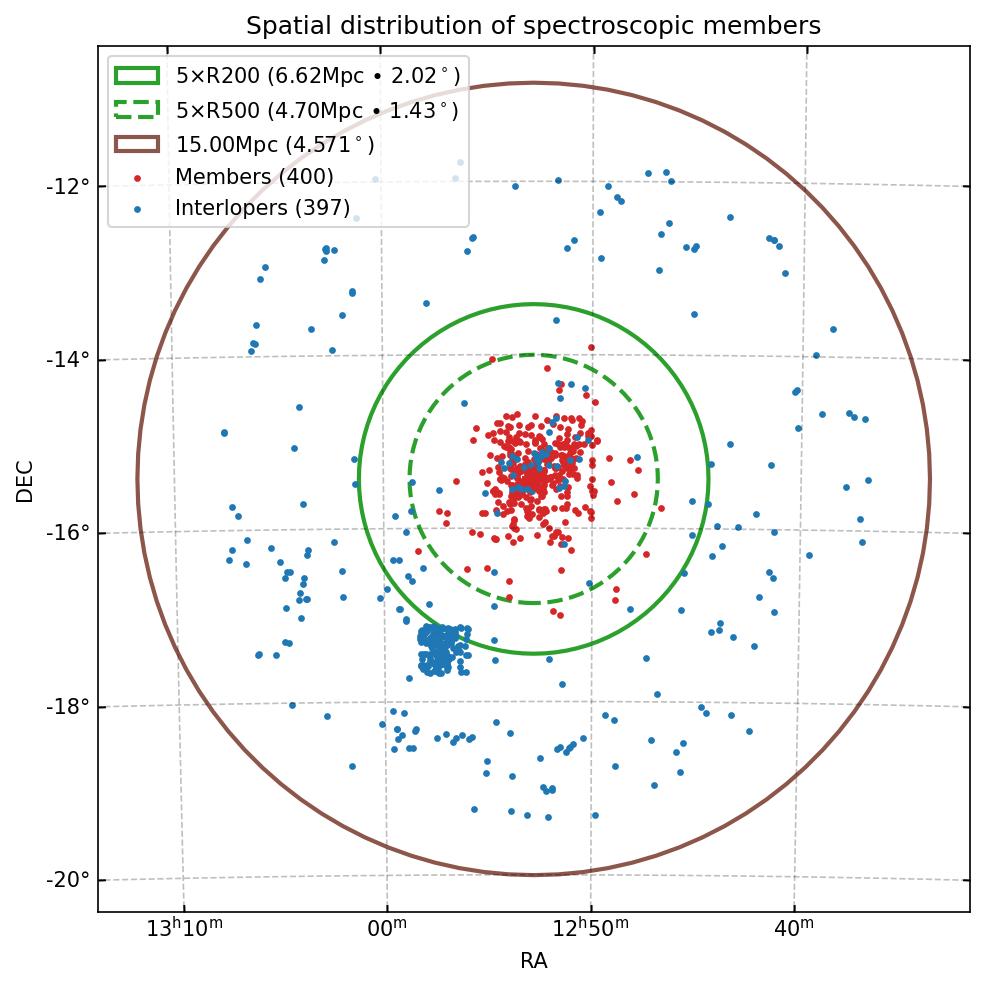 Spatial distribution of spectroscopic members
5×R200 (6.62Mpc • 2.02°)
5×R500 (4.70Mpc • 1.43°)
15.00Mpc (4.571°)
Members (400)
Interlopers (397)
-12°
-14°
-16°
-18°
-20°
DEC
13ʰ10ᵐ
00ᵐ
12ʰ50ᵐ
40ᵐ
RA